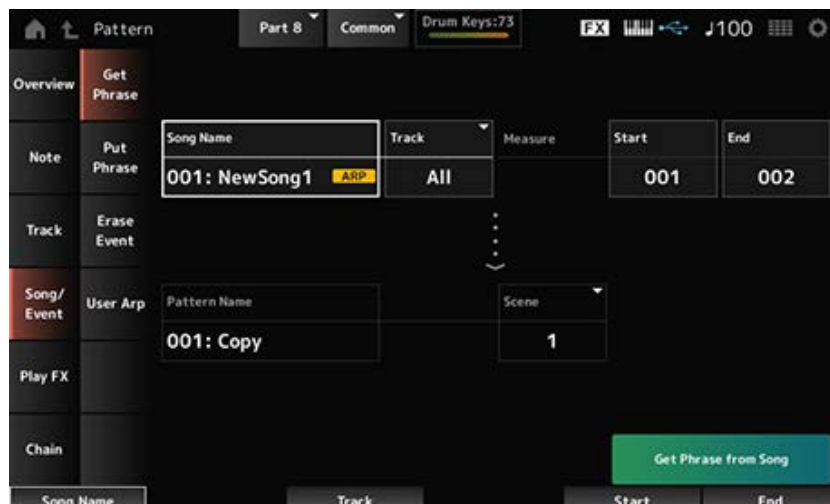 Pattern
Part 8
Common
Drum Keys:73
FX
♩100
Overview
Get
Phrase
Note
Put
Phrase
Song Name
Track
Measure
Start
End
001: NewSong1
ARP
All
001
002
Track
Erase
Event
Song/
Event
User Arp
Pattern Name
Scene
001: Copy
1
Play FX
Chain
Get Phrase from Song
Song Name
Track
Start
End